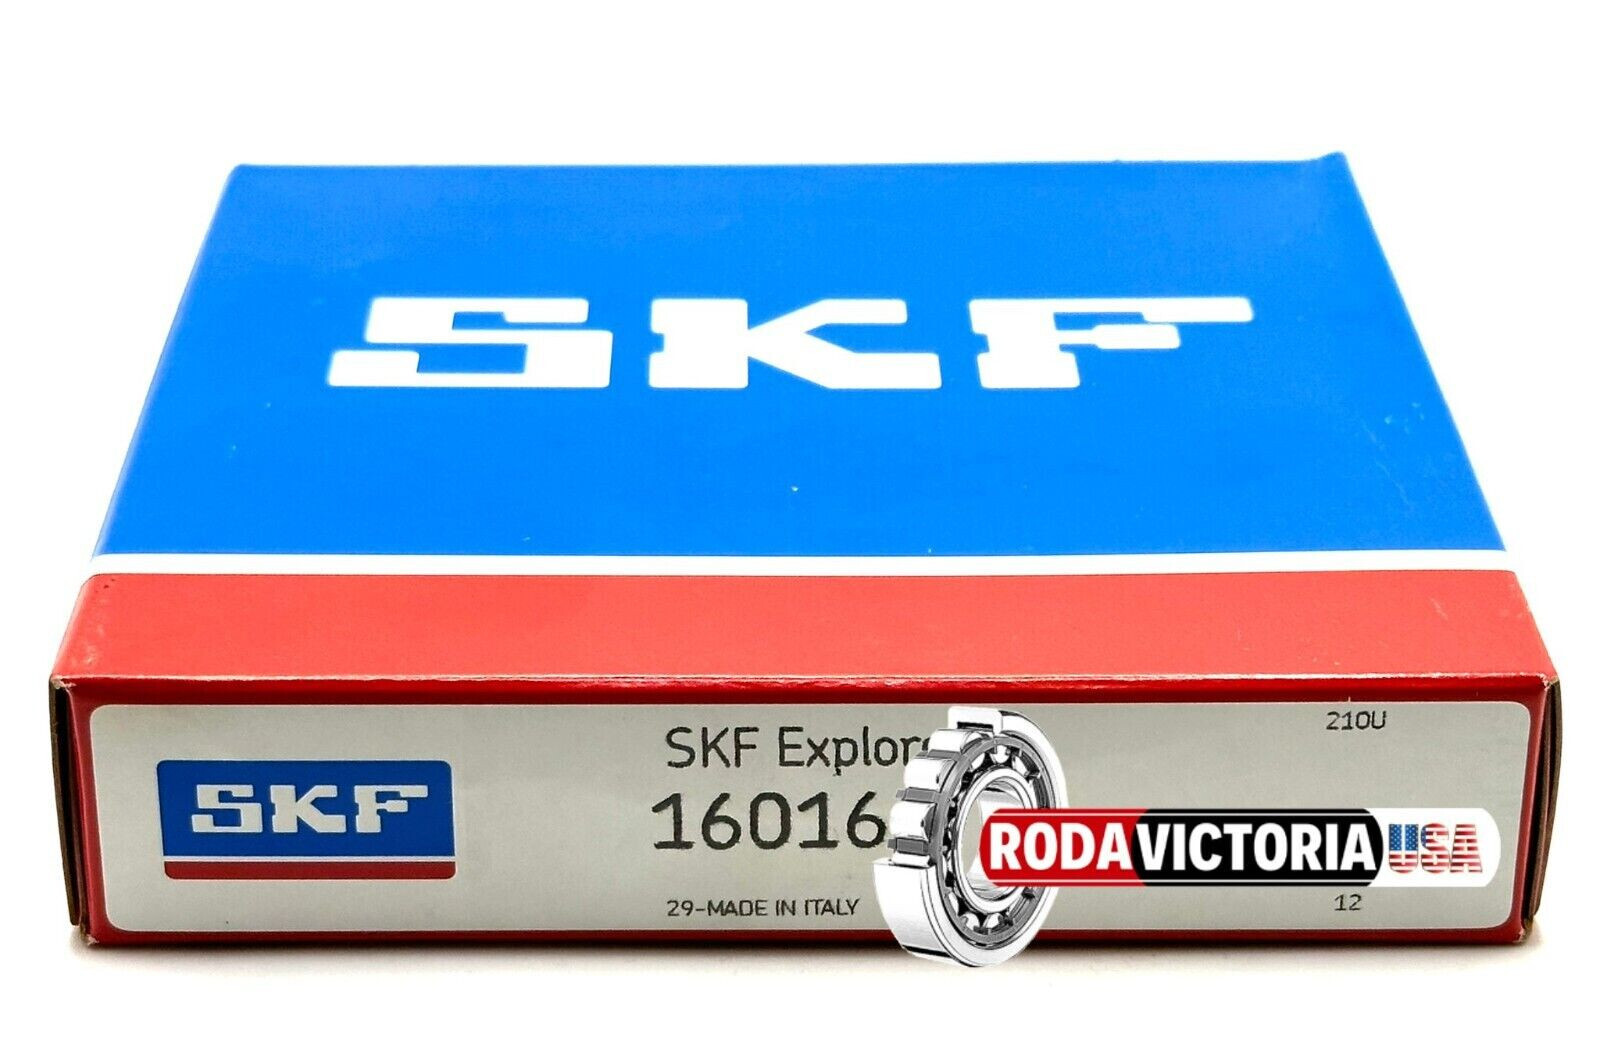 SKF
210U
SKF Explor
SKF
16016
RODAVICTORIA USA
29-MADE IN ITALY
12